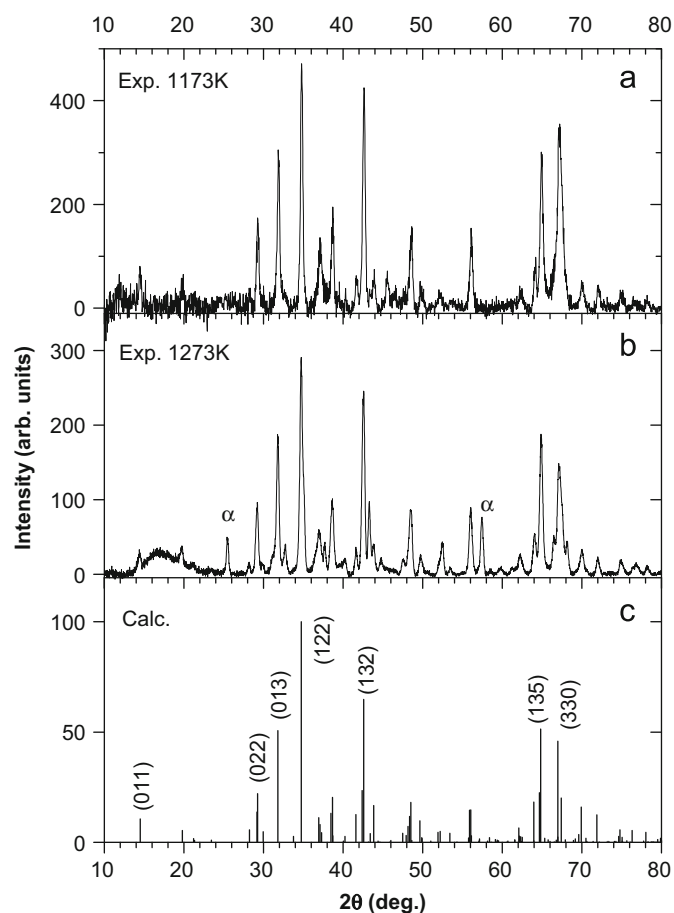 10 20 30 40 50 60 70 80
Exp. 1173K
a
400
200
0
Exp. 1273K
b
300
200
100
0
α
α
Calc.
c
100
50
0
(011)
(022)
(013)
(122)
(132)
(135)
(330)
10 20 30 40 50 60 70 80
2θ (deg.)
Intensity (arb. units)